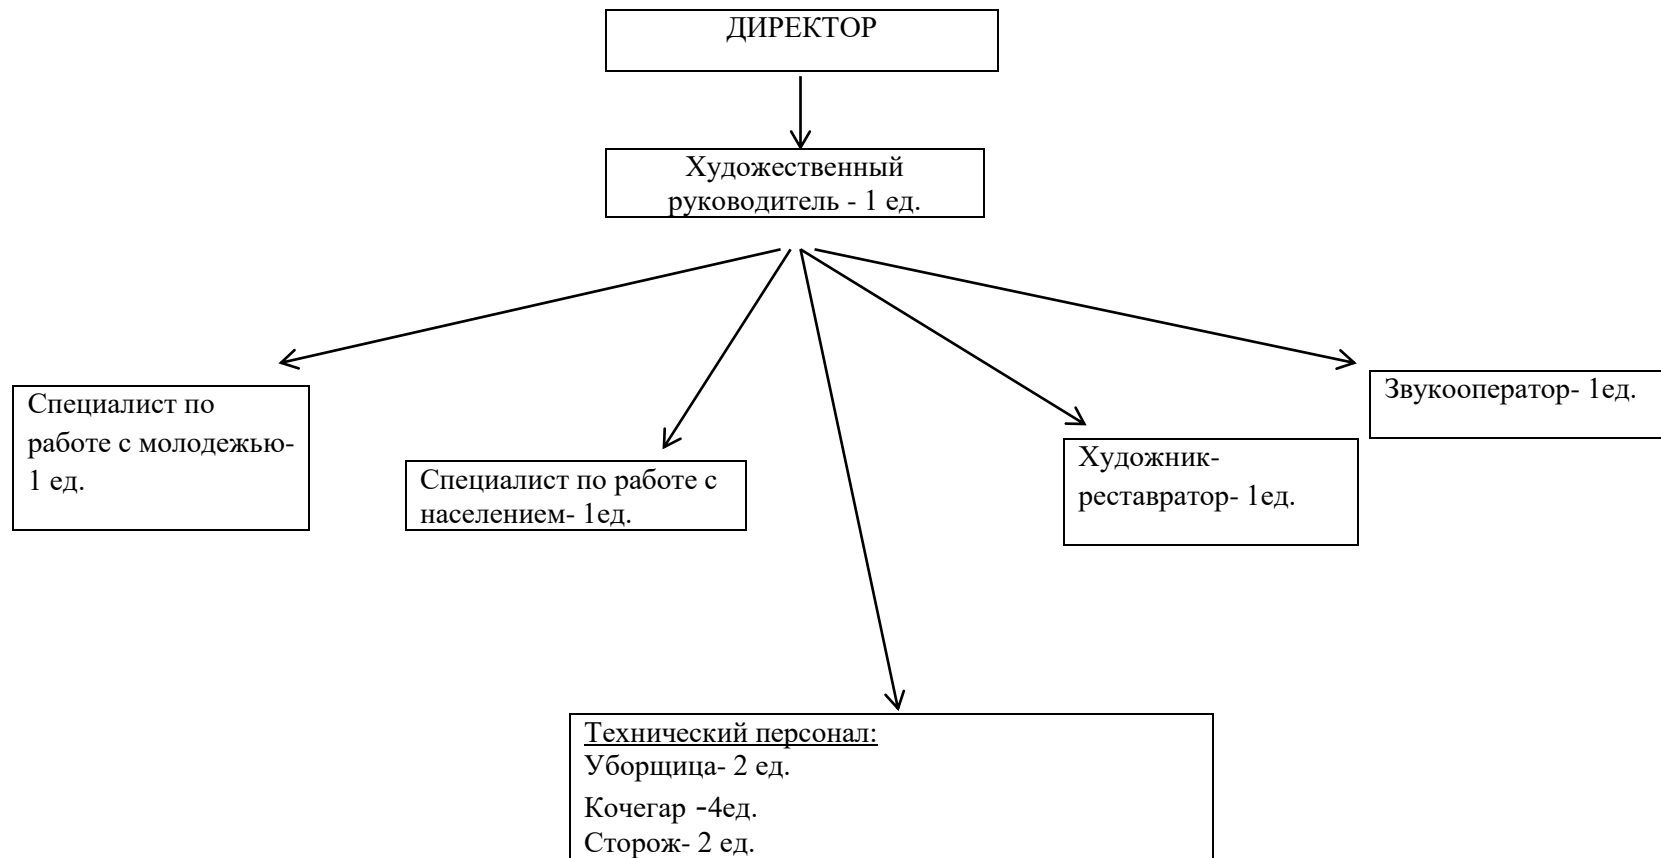 ДИРЕКТОР
Художественный
руководитель - 1 ед.
Специалист по
работе с молодежью-
1 ед.
Специалист по работе с
населением- 1ед.
Художник-
реставратор- 1ед.
Звукооператор- 1ед.
Технический персонал:
Уборщица- 2 ед.
Кочегар -4ед.
Сторож- 2 ед.